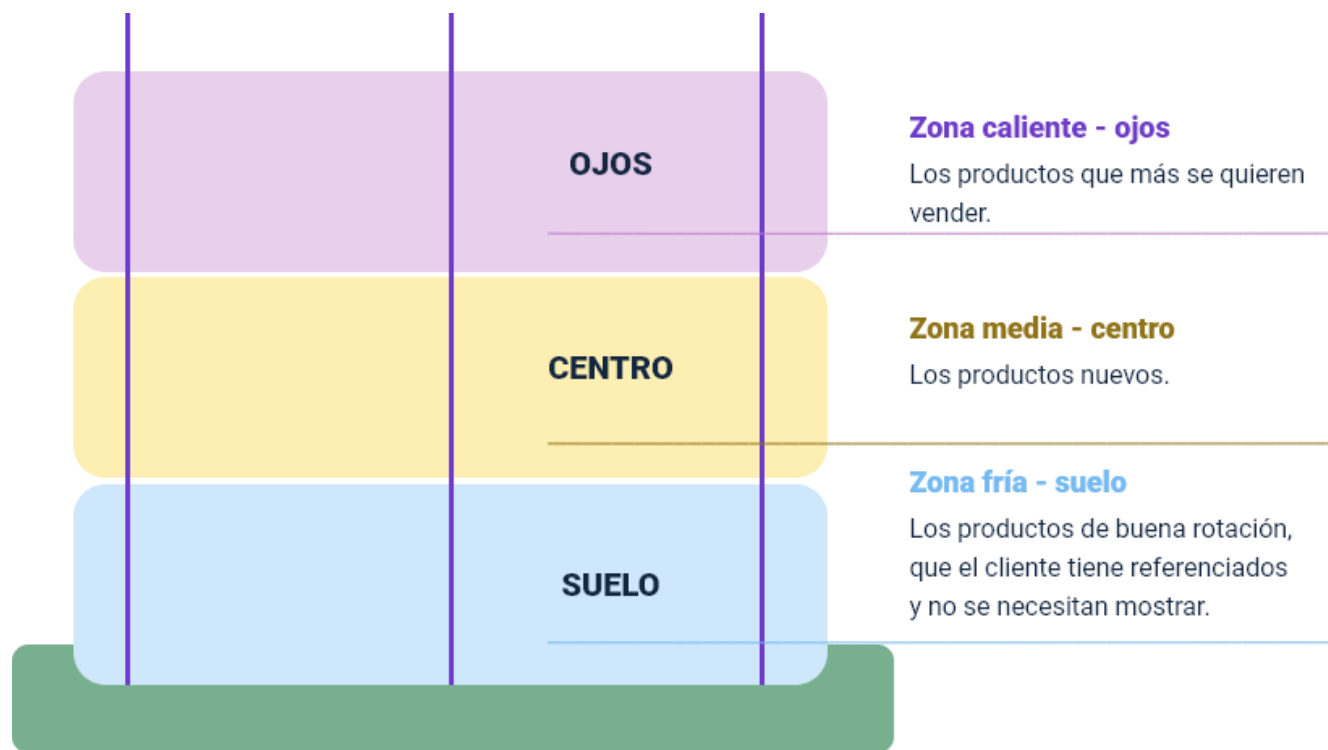 OJOS
Zona caliente - ojos
Los productos que más se quieren
vender.
CENTRO
Zona media - centro
Los productos nuevos.
SUELO
Zona fría - suelo
Los productos de buena rotación,
que el cliente tiene referenciados
y no se necesitan mostrar.